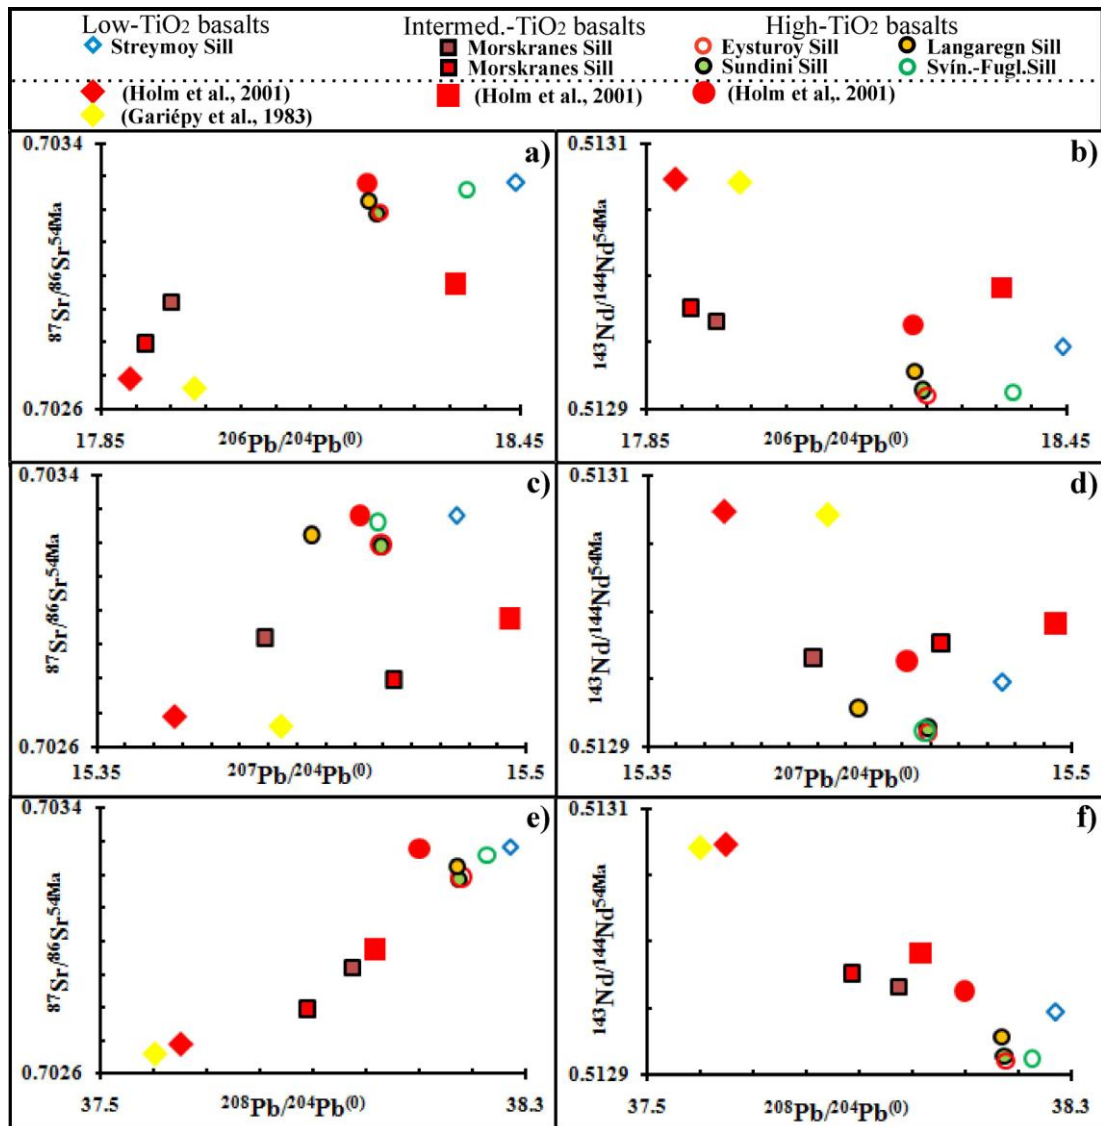 Low-TiO2 basalts Intermed.-TiO2 basalts High-TiO2 basalts
Streymoy Sill Morskranes Sill Eysturoy Sill Langaregn Sill
Morskranes Sill Sundini Sill Svín.-Fugl.Sill
(Holm et al., 2001) (Holm et al., 2001) (Holm et al,. 2001)
(Gariépy et al., 1983)
0.7034 a)
87Sr/86Sr54Ma
0.7026
17.85 206Pb/204Pb(0) 18.45
0.5131 b)
143Nd/144Nd54Ma
0.5129
17.85 206Pb/204Pb(0) 18.45
0.7034 c)
87Sr/86Sr54Ma
0.7026
15.35 207Pb/204Pb(0) 15.5
0.5131 d)
143Nd/144Nd54Ma
0.5129
15.35 207Pb/204Pb(0) 15.5
0.7034 e)
87Sr/86Sr54Ma
0.7026
37.5 208Pb/204Pb(0) 38.3
0.5131 f)
143Nd/144Nd54Ma
0.5129
37.5 208Pb/204Pb(0) 38.3